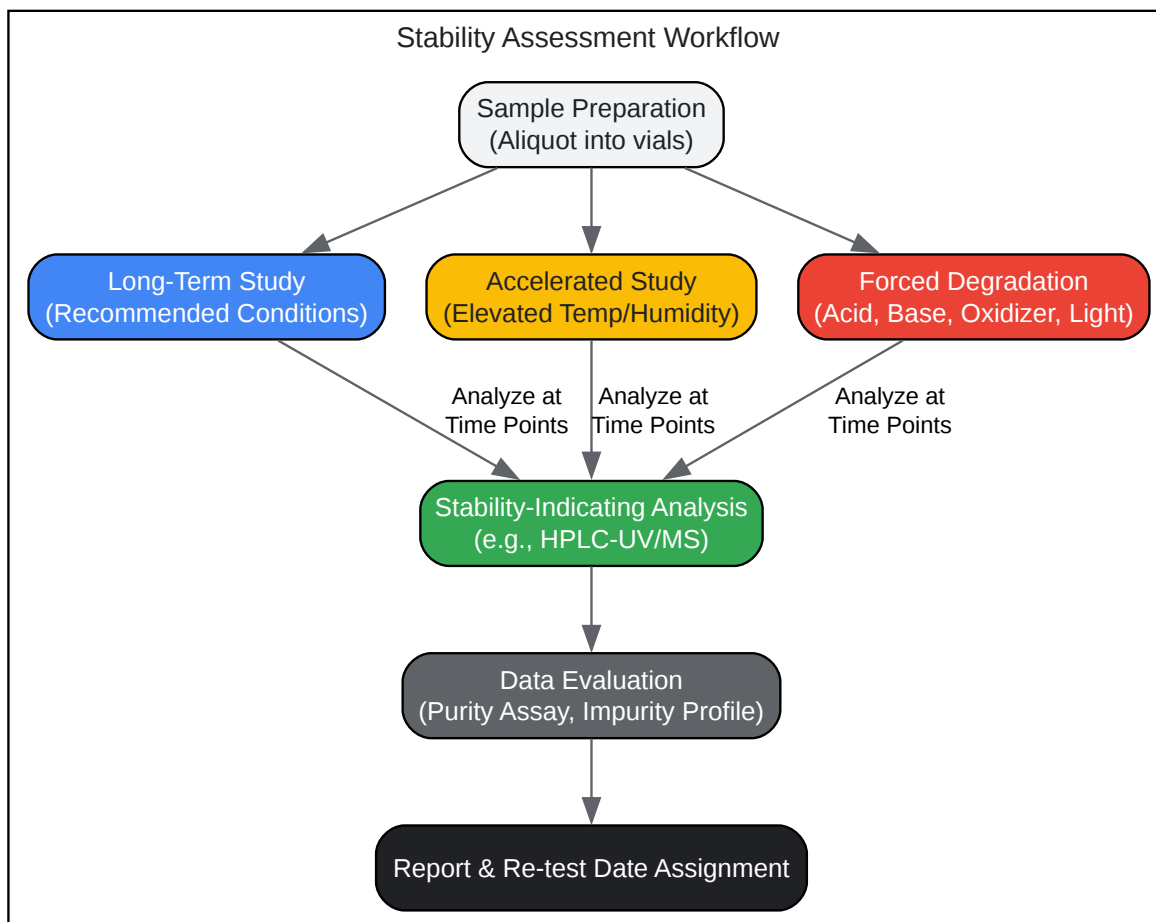 Stability Assessment Workflow
Sample Preparation
(Aliquot into vials)
Long-Term Study
(Recommended Conditions)
Accelerated Study
(Elevated Temp/Humidity)
Forced Degradation
(Acid, Base, Oxidizer, Light)
Analyze at
Time Points
Analyze at
Time Points
Analyze at
Time Points
Stability-Indicating Analysis
(e.g., HPLC-UV/MS)
Data Evaluation
(Purity Assay, Impurity Profile)
Report & Re-test Date Assignment